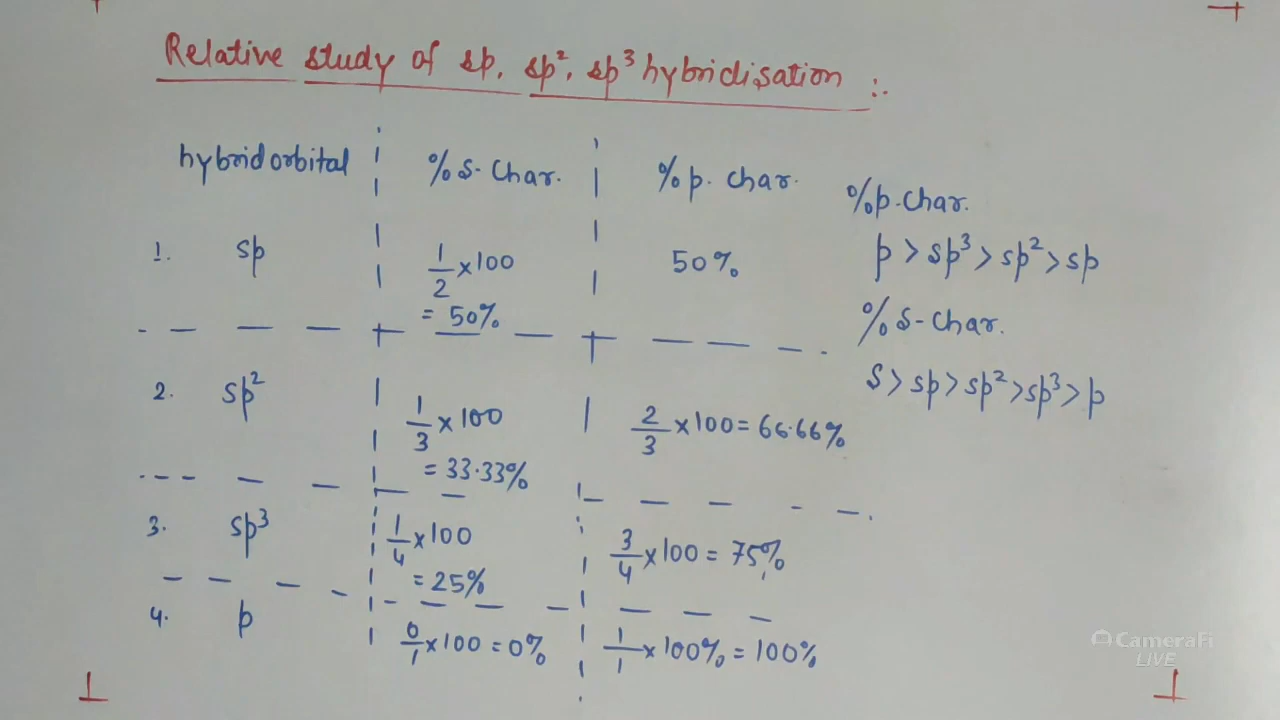 Relative study of sp, sp², sp³ hybridisation :.
hybrid orbital | %s-Char. | %p. char.
1. sp | 1/2 × 100 | 50%
= 50%
2. sp² | 1/3 × 100 | 2/3 × 100 = 66.66%
= 33.33%
3. sp³ | 1/4 × 100 | 3/4 × 100 = 75%
= 25%
4. p | 0/1 × 100 = 0% | 1/1 × 100% = 100%
%p.Char.
p > sp³ > sp² > sp
%s-Char.
s > sp > sp² > sp³ > p
CameraFi
LiVE